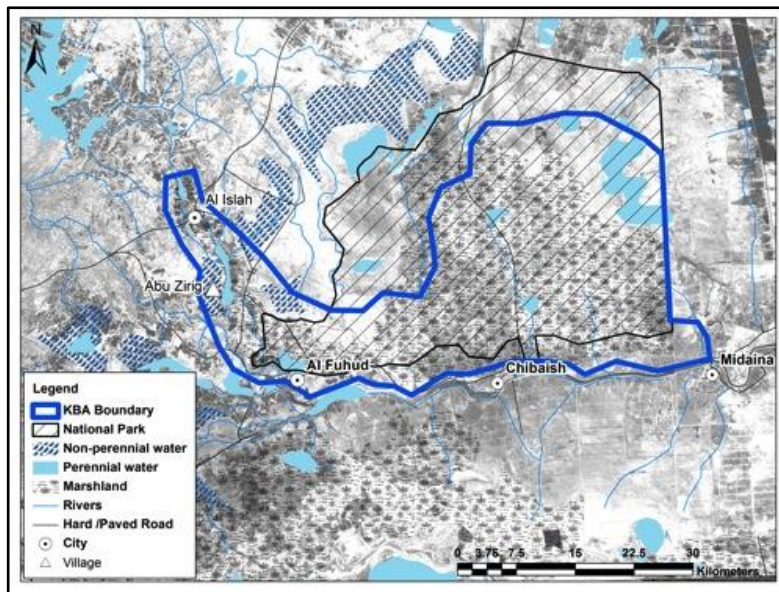 N
Al Islah
Abu Zirig
Al Fuhud
Chibaish
Midaina
Legend
KBA Boundary
National Park
Non-perennial water
Perennial water
Marshland
Rivers
Hard /Paved Road
City
Village
0 3.75 7.5 15 22.5 30
Kilometers